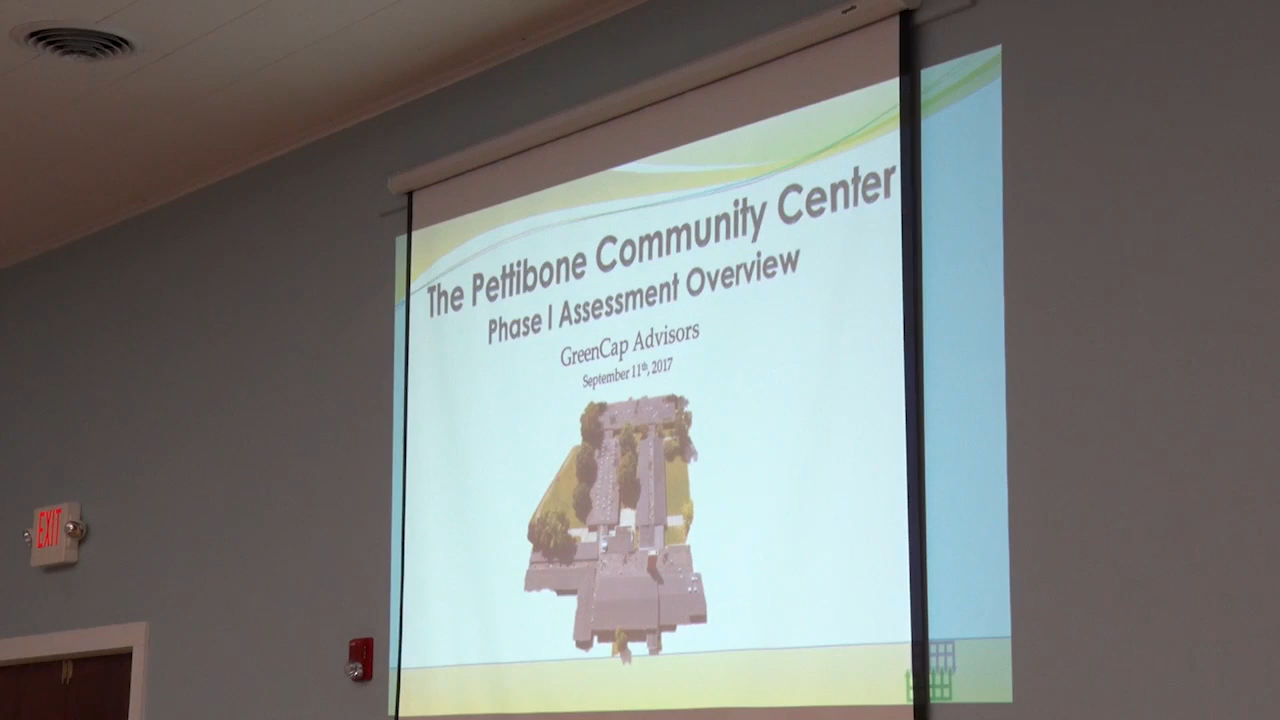 The Pettibone Community Center
Phase I Assessment Overview
GreenCap Advisors
September 11th, 2017
EXIT